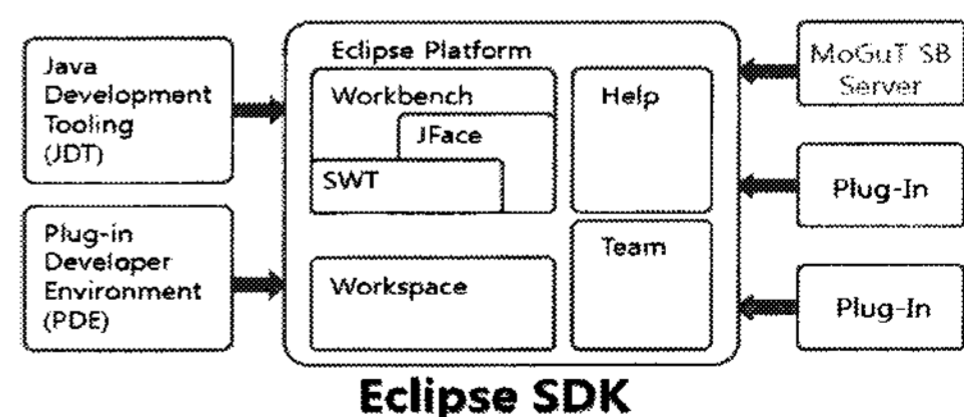 Java
Development
Tooling
(JDT)
Plug-in
Developer
Environment
(PDE)
Eclipse Platform
Workbench
JFace
SWT
Workspace
Help
Team
MoGuT SB
Server
Plug-In
Plug-In
Eclipse SDK